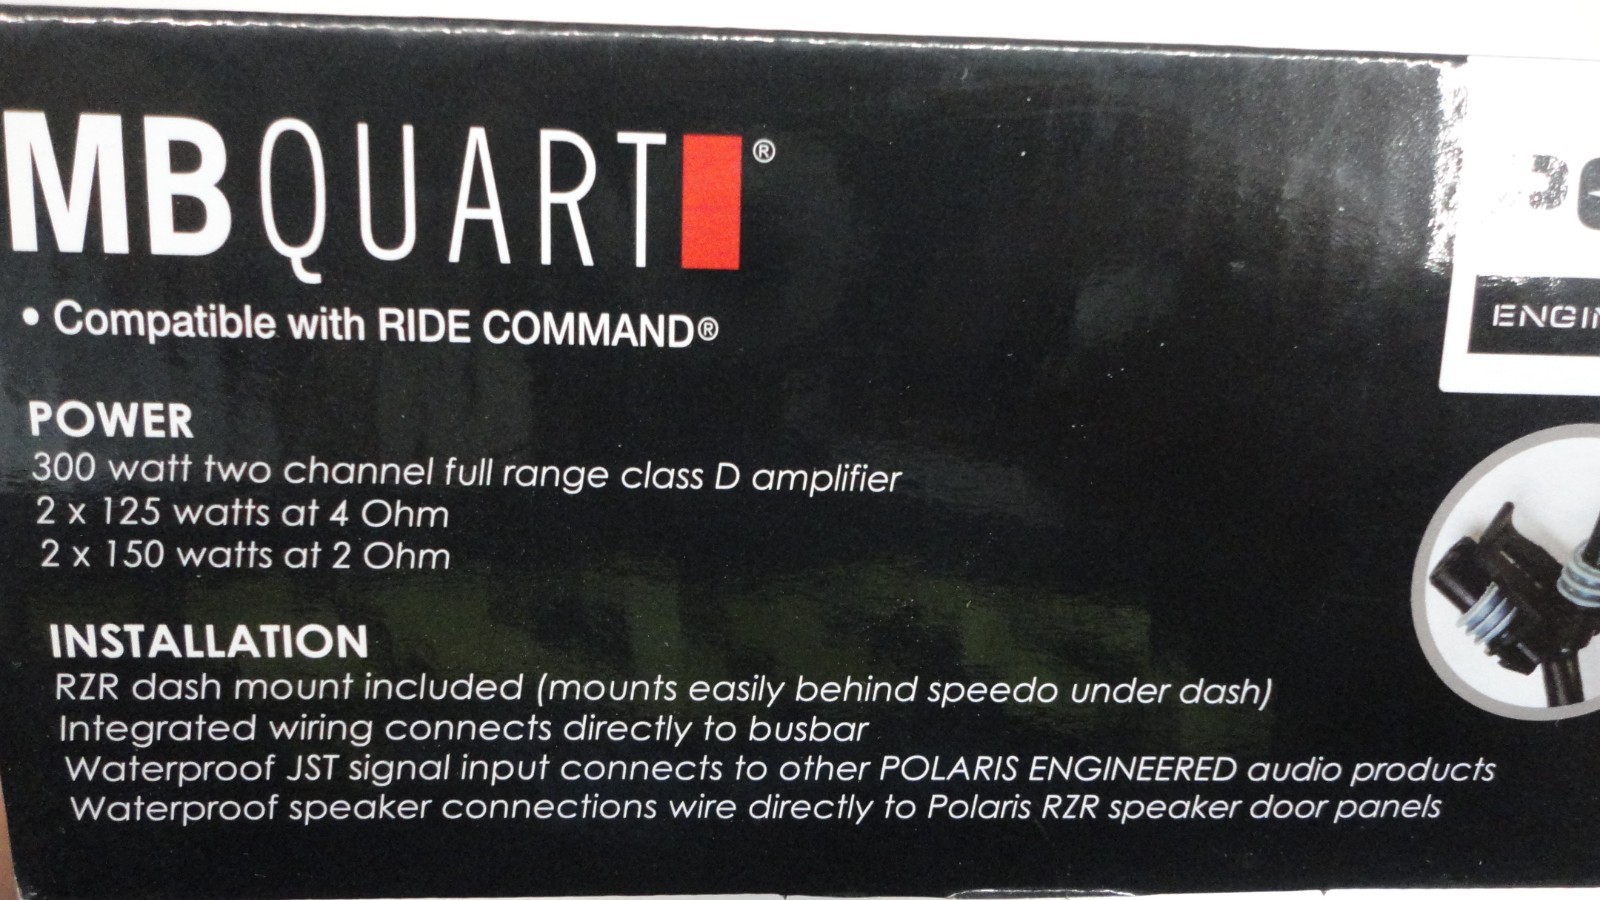 MBQUART®
• Compatible with RIDE COMMAND®
POWER
300 watt two channel full range class D amplifier
2 x 125 watts at 4 Ohm
2 x 150 watts at 2 Ohm
INSTALLATION
RZR dash mount included (mounts easily behind speedo under dash)
Integrated wiring connects directly to busbar
Waterproof JST signal input connects to other POLARIS ENGINEERED audio products
Waterproof speaker connections wire directly to Polaris RZR speaker door panels